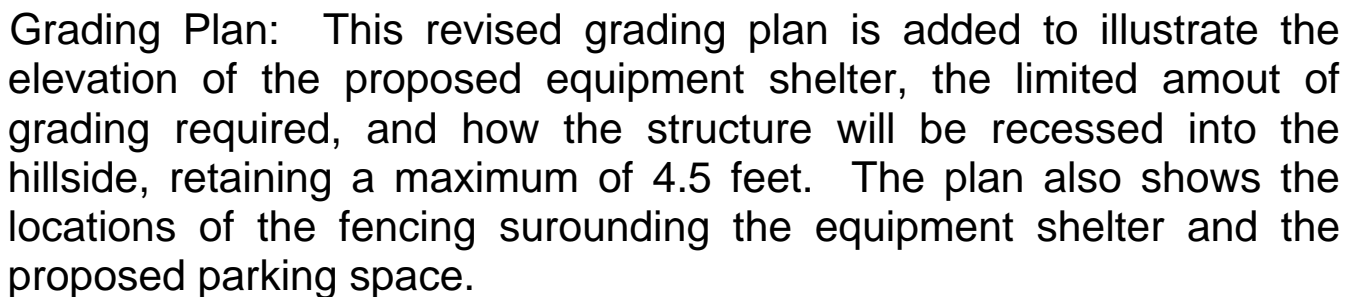 Grading Plan: This revised grading plan is added to illustrate the
elevation of the proposed equipment shelter, the limited amout of
grading required, and how the structure will be recessed into the
hillside, retaining a maximum of 4.5 feet. The plan also shows the
locations of the fencing surounding the equipment shelter and the
proposed parking space.